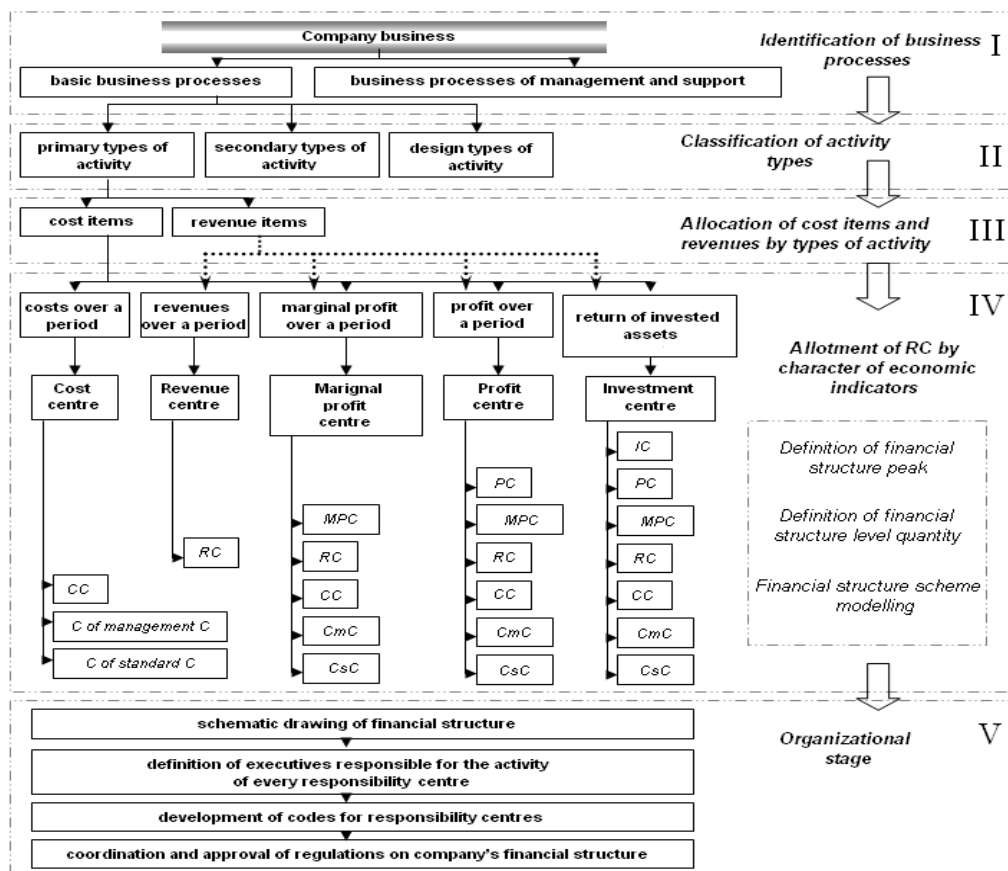 Company business
basic business processes
business processes of management and support
Identification of business
processes
I
primary types of
activity
secondary types of
activity
design types of
activity
Classification of activity
types
II
cost items
revenue items
Allocation of cost items and
revenues by types of activity
III
costs over a
period
revenues
over a period
marginal profit
over a period
profit over
a period
return of invested
assets
IV
Allotment of RC by
character of economic
indicators
Cost
centre
Revenue
centre
Marignal
profit
centre
Profit
centre
Investment
centre
CC
C of management C
C of standard C
RC
MPC
RC
CC
CmC
CsC
PC
MPC
RC
CC
CmC
CsC
IC
PC
MPC
RC
CC
CmC
CsC
Definition of financial
structure peak
Definition of financial
structure level quantity
Financial structure scheme
modelling
schematic drawing of financial structure
definition of executives responsible for the activity
of every responsibility centre
development of codes for responsibility centres
coordination and approval of regulations on company's financial structure
Organizational
stage
V